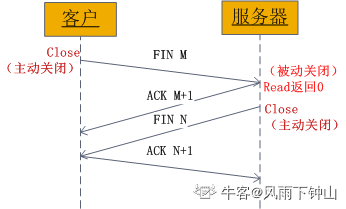 客户
服务器
Close
（主动关闭）
FIN M
（被动关闭）
Read返回0
ACK M+1
Close
（主动关闭）
FIN N
ACK N+1
牛客@风雨下钟山